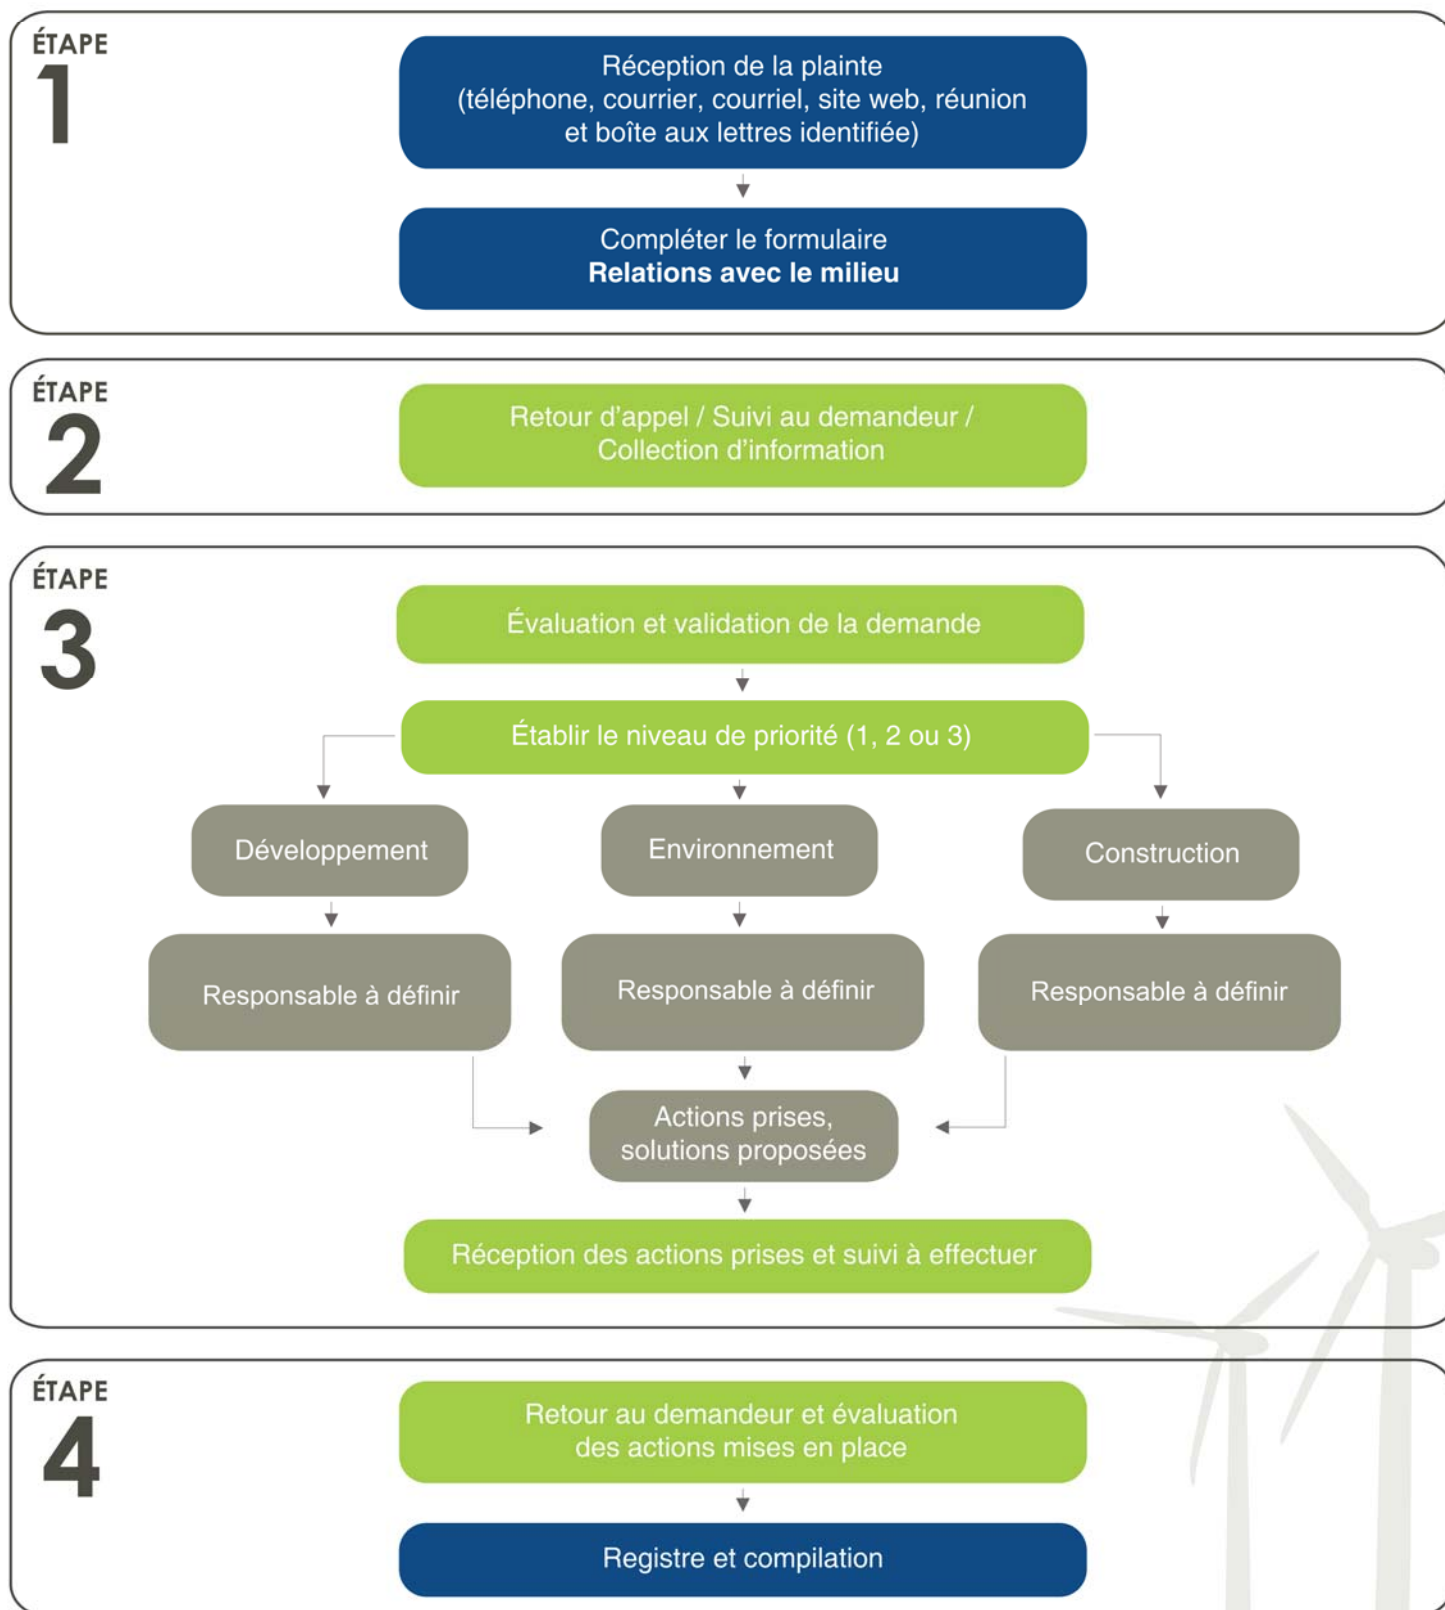 ÉTAPE
1
Réception de la plainte
(téléphone, courrier, courriel, site web, réunion
et boîte aux lettres identifiée)
Compléter le formulaire
Relations avec le milieu
ÉTAPE
2
Retour d'appel / Suivi au demandeur /
Collection d'information
ÉTAPE
3
Évaluation et validation de la demande
Établir le niveau de priorité (1, 2 ou 3)
Développement
Environnement
Construction
Responsable à définir
Responsable à définir
Responsable à définir
Actions prises,
solutions proposées
Réception des actions prises et suivi à effectuer
ÉTAPE
4
Retour au demandeur et évaluation
des actions mises en place
Registre et compilation